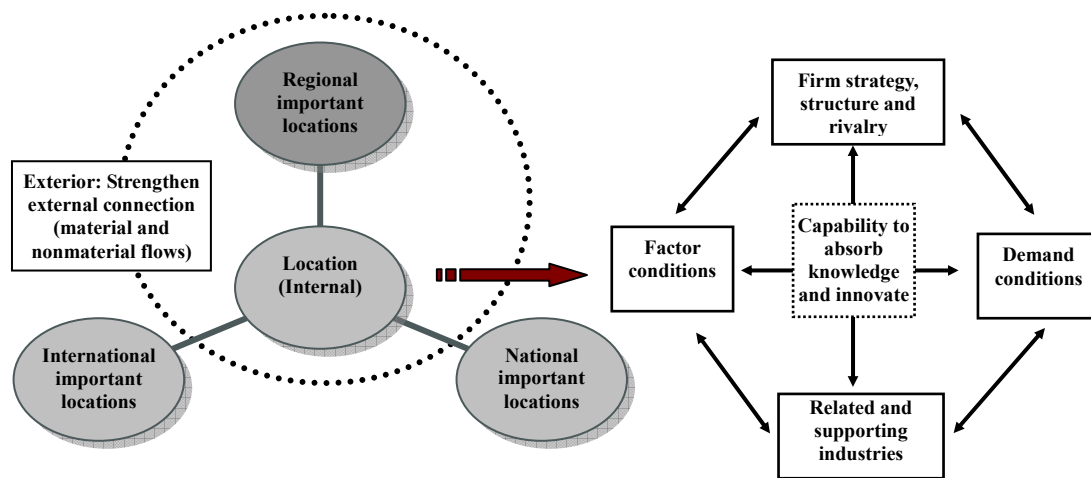 Regional
important
locations
Exterior: Strengthen
external connection
(material and
nonmaterial flows)
Location
(Internal)
International
important
locations
National
important
locations
Firm strategy,
structure and
rivalry
Factor
conditions
Capability to
absorb
knowledge
and innovate
Demand
conditions
Related and
supporting
industries